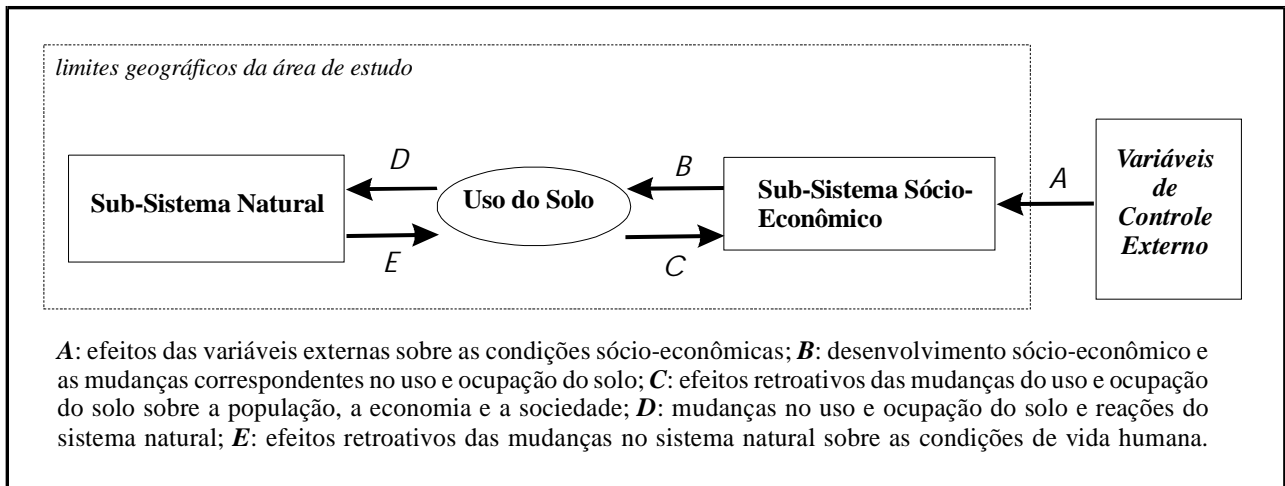 limites geográficos da área de estudo
Sub-Sistema Natural
D
E
Uso do Solo
B
C
Sub-Sistema Sócio-
Econômico
A
Variáveis
de
Controle
Externo
A: efeitos das variáveis externas sobre as condições sócio-econômicas; B: desenvolvimento sócio-econômico e
as mudanças correspondentes no uso e ocupação do solo; C: efeitos retroativos das mudanças do uso e ocupação
do solo sobre a população, a economia e a sociedade; D: mudanças no uso e ocupação do solo e reações do
sistema natural; E: efeitos retroativos das mudanças no sistema natural sobre as condições de vida humana.